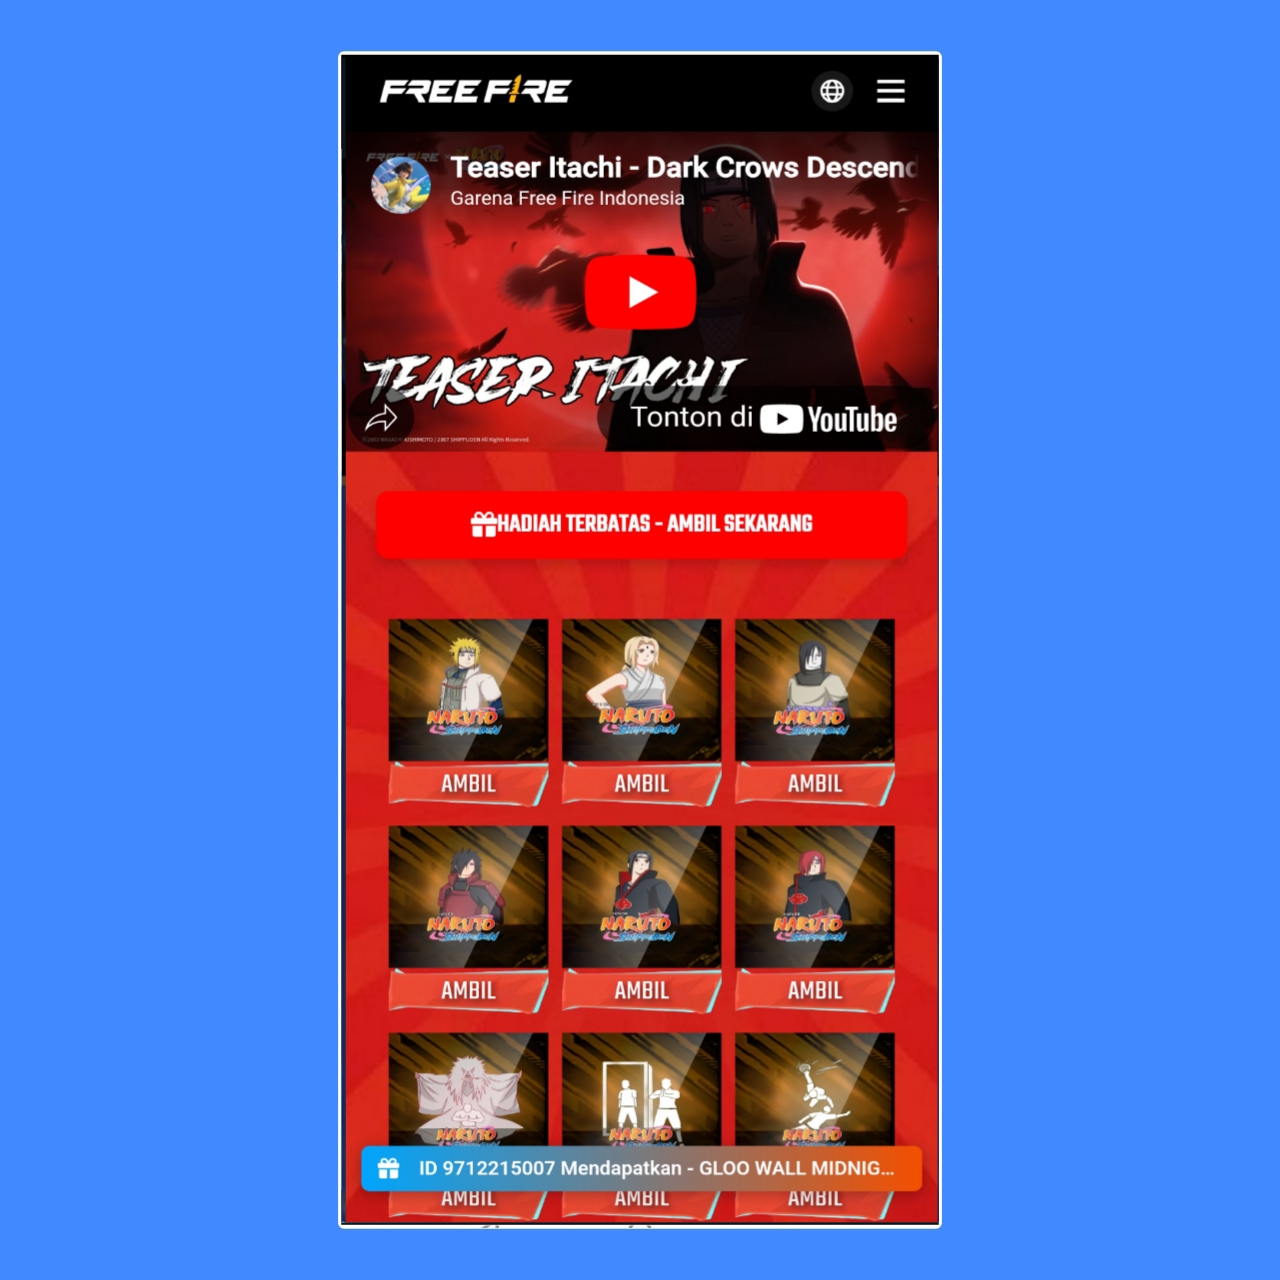 FREE FIRE
FREE FIRE
Teaser Itachi - Dark Crows Descend
Garena Free Fire Indonesia
TEASER ITACHI
Tonton di YouTube
HADIAH TERBATAS - AMBIL SEKARANG
NARUTO
SHIPPUDEN
NARUTO
SHIPPUDEN
NARUTO
SHIPPUDEN
AMBIL AMBIL AMBIL
NARUTO
SHIPPUDEN
NARUTO
SHIPPUDEN
NARUTO
SHIPPUDEN
AMBIL AMBIL AMBIL
NARUTO NARUTO NARUTO
ID 9712215007 Mendapatkan - GLOO WALL MIDNIG...
AMBIL AMBIL AMBIL